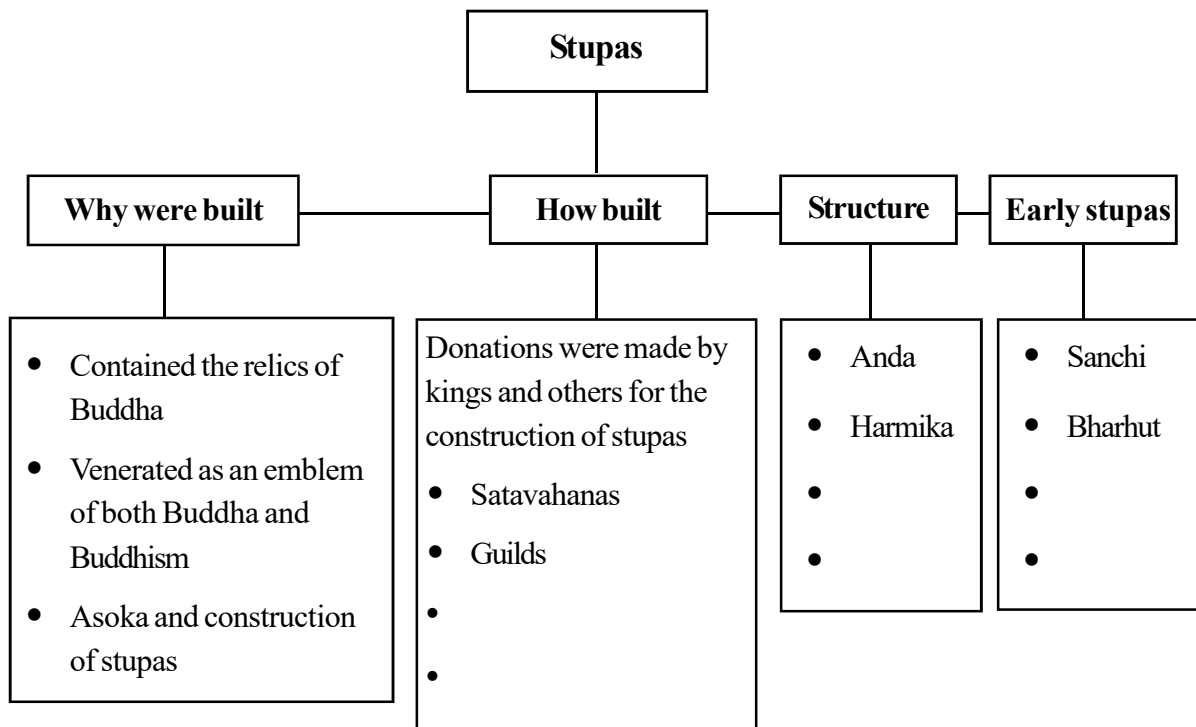 Stupas
Why were built
How built
Structure
Early stupas
• Contained the relics of
Buddha
• Venerated as an emblem
of both Buddha and
Buddhism
• Asoka and construction
of stupas
Donations were made by
kings and others for the
construction of stupas
• Satavahanas
• Guilds
•
•
• Anda
• Harmika
•
•
• Sanchi
• Bharhut
•
•